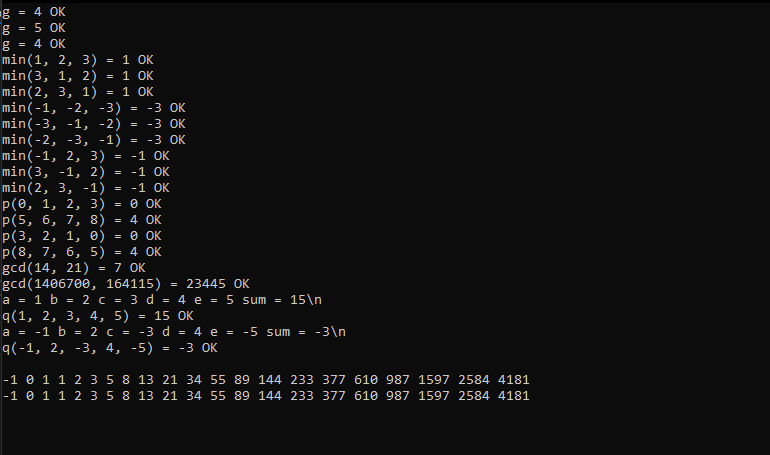 g = 4 OK
g = 5 OK
g = 4 OK
min(1, 2, 3) = 1 OK
min(3, 1, 2) = 1 OK
min(2, 3, 1) = 1 OK
min(-1, -2, -3) = -3 OK
min(-3, -1, -2) = -3 OK
min(-2, -3, -1) = -3 OK
min(-1, 2, 3) = -1 OK
min(3, -1, 2) = -1 OK
min(2, 3, -1) = -1 OK
p(0, 1, 2, 3) = 0 OK
p(5, 6, 7, 8) = 4 OK
p(3, 2, 1, 0) = 0 OK
p(8, 7, 6, 5) = 4 OK
gcd(14, 21) = 7 OK
gcd(1406700, 164115) = 23445 OK
a = 1 b = 2 c = 3 d = 4 e = 5 sum = 15\n
q(1, 2, 3, 4, 5) = 15 OK
a = -1 b = 2 c = -3 d = 4 e = -5 sum = -3\n
q(-1, 2, -3, 4, -5) = -3 OK
-1 0 1 1 2 3 5 8 13 21 34 55 89 144 233 377 610 987 1597 2584 4181
-1 0 1 1 2 3 5 8 13 21 34 55 89 144 233 377 610 987 1597 2584 4181